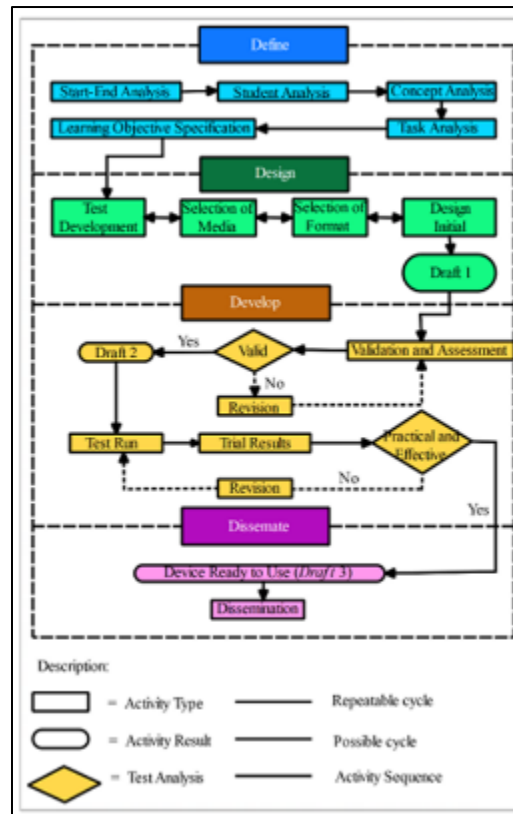 Define
Start-End Analysis
Student Analysis
Concept Analysis
Learning Objective Specification
Task Analysis
Design
Test
Development
Selection of
Media
Selection of
Format
Design
Initial
Draft 1
Develop
Yes
Draft 2
Valid
Validation and Assessment
No
Revision
Test Run
Trial Results
Practical and
Effective
Revision
No
Yes
Dissemate
Device Ready to Use (Draft 3)
Dissemination
Description:
= Activity Type
Repeatable cycle
= Activity Result
Possible cycle
= Test Analysis
Activity Sequence